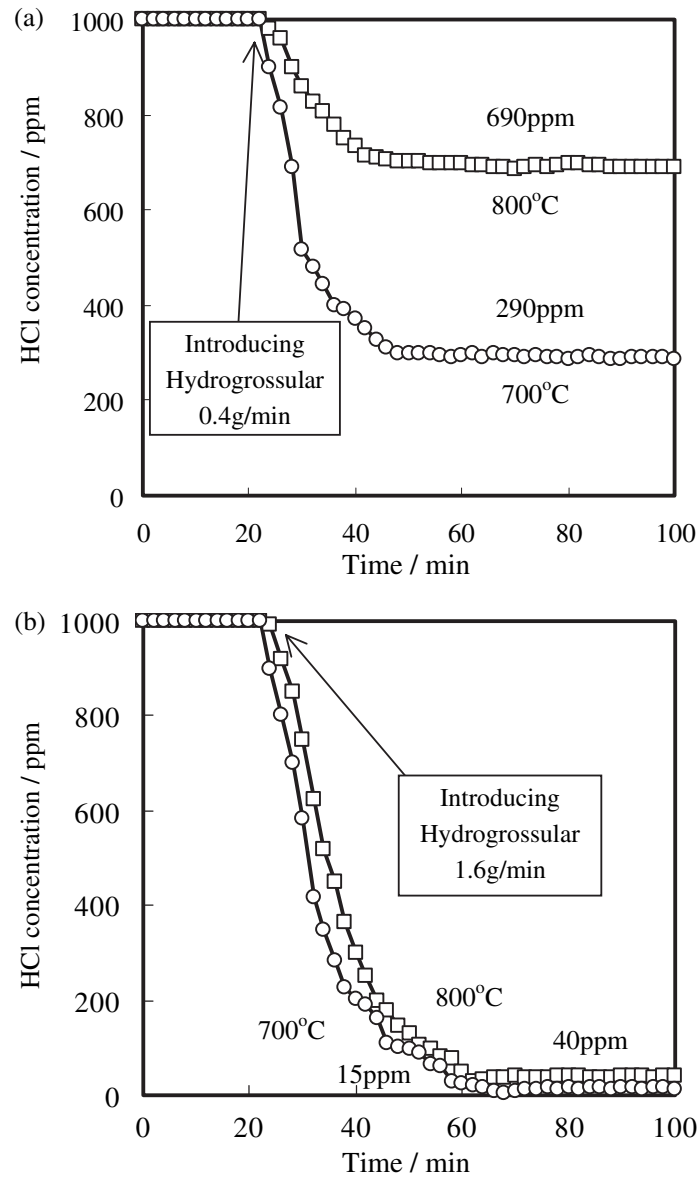 (a)
1000
800
600
400
200
0
HCl concentration / ppm
690ppm
800°C
290ppm
700°C
Introducing
Hydrogrossular
0.4g/min
0 20 40 60 80 100
Time / min
(b)
1000
800
600
400
200
0
HCl concentration / ppm
Introducing
Hydrogrossular
1.6g/min
800°C
700°C
40ppm
15ppm
0 20 40 60 80 100
Time / min